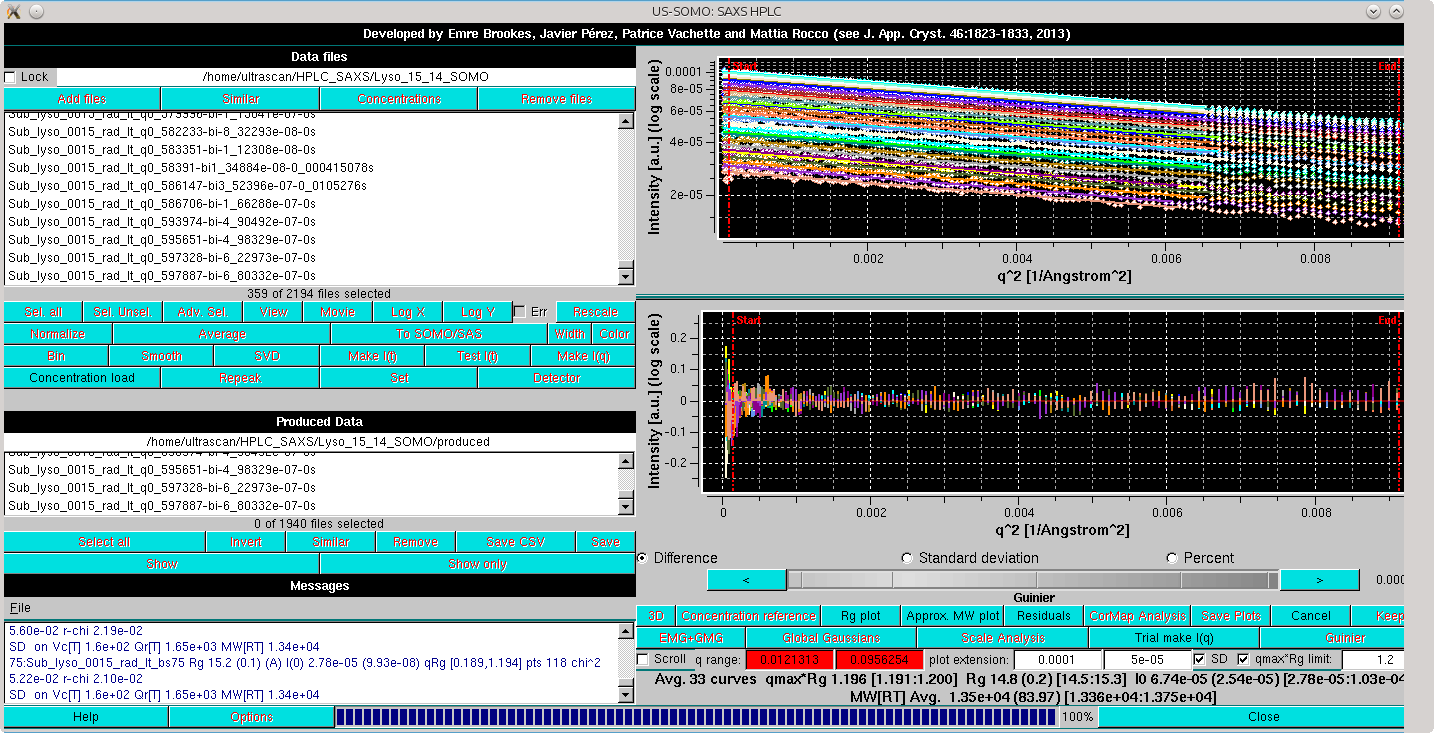 US-SOMO: SAXS HPLC
Developed by Emre Brookes, Javier Pérez, Patrice Vachette and Mattia Rocco (see J. App. Cryst. 46:1823-1833, 2013)
Data files
Lock /home/ultrascan/HPLC_SAXS/Lyso_15_14_SOMO
Add files Similar Concentrations Remove files
Sub_lyso_0015_rad_lt_q0_582233-bi-8_32293e-08-0s
Sub_lyso_0015_rad_lt_q0_583351-bi-1_12308e-08-0s
Sub_lyso_0015_rad_lt_q0_58391-bi1_34884e-08-0_000415078s
Sub_lyso_0015_rad_lt_q0_586147-bi3_52396e-07-0_0105276s
Sub_lyso_0015_rad_lt_q0_586706-bi-1_66288e-07-0s
Sub_lyso_0015_rad_lt_q0_593974-bi-4_90492e-07-0s
Sub_lyso_0015_rad_lt_q0_595651-bi-4_98329e-07-0s
Sub_lyso_0015_rad_lt_q0_597328-bi-6_22973e-07-0s
Sub_lyso_0015_rad_lt_q0_597887-bi-6_80332e-07-0s
359 of 2194 files selected
Sel. all Sel. Unsel. Adv. Sel. View Movie Log X Log Y Err Rescale
Normalize Average To SOMO/SAS Width Color
Bin Smooth SVD Make I(t) Test I(t) Make I(q)
Concentration load Repeak Set Detector
Produced Data
/home/ultrascan/HPLC_SAXS/Lyso_15_14_SOMO/produced
Sub_lyso_0015_rad_lt_q0_595651-bi-4_98329e-07-0s
Sub_lyso_0015_rad_lt_q0_597328-bi-6_22973e-07-0s
Sub_lyso_0015_rad_lt_q0_597887-bi-6_80332e-07-0s
0 of 1940 files selected
Select all Invert Similar Remove Save CSV Save
Show Show only
Messages
File
5.60e-02 r-chi 2.19e-02
SD on Vc[T] 1.6e+02 Qr[T] 1.65e+03 MW[RT] 1.34e+04
75:Sub_lyso_0015_rad_lt_bs75 Rg 15.2 (0.1) (A) I(0) 2.78e-05 (9.93e-08) qRg [0.189,1.194] pts 118 chi^2
5.22e-02 r-chi 2.10e-02
SD on Vc[T] 1.6e+02 Qr[T] 1.65e+03 MW[RT] 1.34e+04
Help Options 100% Close
Intensity [a.u.] (log scale)
Start End
0.0001
8e-05
6e-05
4e-05
2e-05
0.002 0.004 0.006 0.008
q^2 [1/Angstrom^2]
Intensity [a.u.] (log scale)
Start End
0.2
0.1
0
-0.1
-0.2
0 0.002 0.004 0.006 0.008
q^2 [1/Angstrom^2]
Difference Standard deviation Percent
< > 0.000
Guinier
3D Concentration reference Rg plot Approx. MW plot Residuals CorMap Analysis Save Plots Cancel Keep
EMG+GMG Global Gaussians Scale Analysis Trial make I(q) Guinier
Scroll q range: 0.0121313 0.0956254 plot extension: 0.0001 5e-05 SD qmax*Rg limit: 1.2
Avg. 33 curves qmax*Rg 1.196 [1.191:1.200] Rg 14.8 (0.2) [14.5:15.3] I0 6.74e-05 (2.54e-05) [2.78e-05:1.03e-04
MW[RT] Avg. 1.35e+04 (83.97) [1.336e+04:1.375e+04]